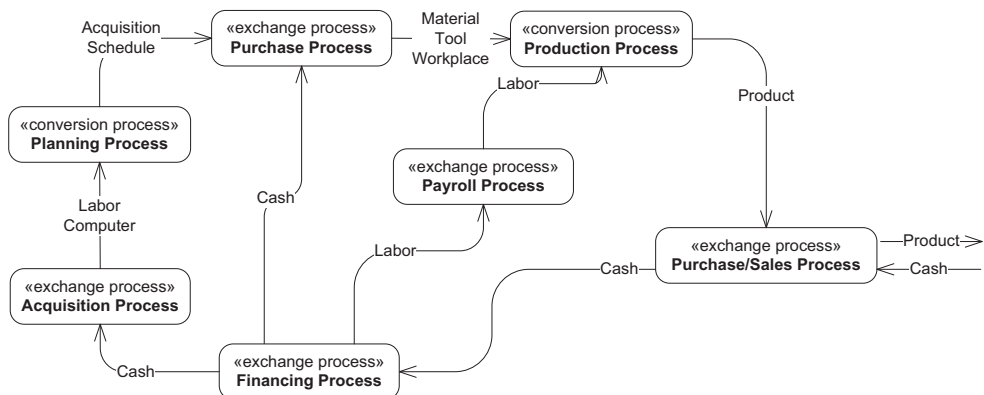 Acquisition
Schedule
«exchange process»
Purchase Process
Material
Tool
Workplace
«conversion process»
Production Process
Labor
Product
«conversion process»
Planning Process
«exchange process»
Payroll Process
Cash
Labor
Computer
Labor
«exchange process»
Purchase/Sales Process
Product
Cash
Cash
«exchange process»
Acquisition Process
Cash
«exchange process»
Financing Process